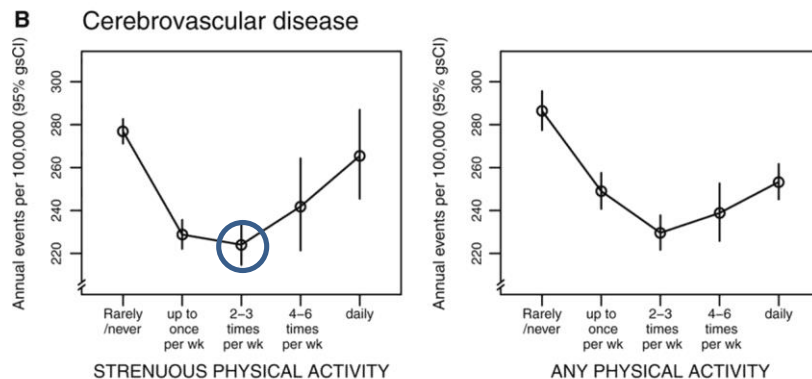 B Cerebrovascular disease
Annual events per 100,000 (95% gsCI)
300
280
260
240
220
Rarely
/never
up to
once
per wk
2–3
times
per wk
4–6
times
per wk
daily
STRENUOUS PHYSICAL ACTIVITY
Annual events per 100,000 (95% gsCI)
300
280
260
240
220
Rarely
/never
up to
once
per wk
2–3
times
per wk
4–6
times
per wk
daily
ANY PHYSICAL ACTIVITY